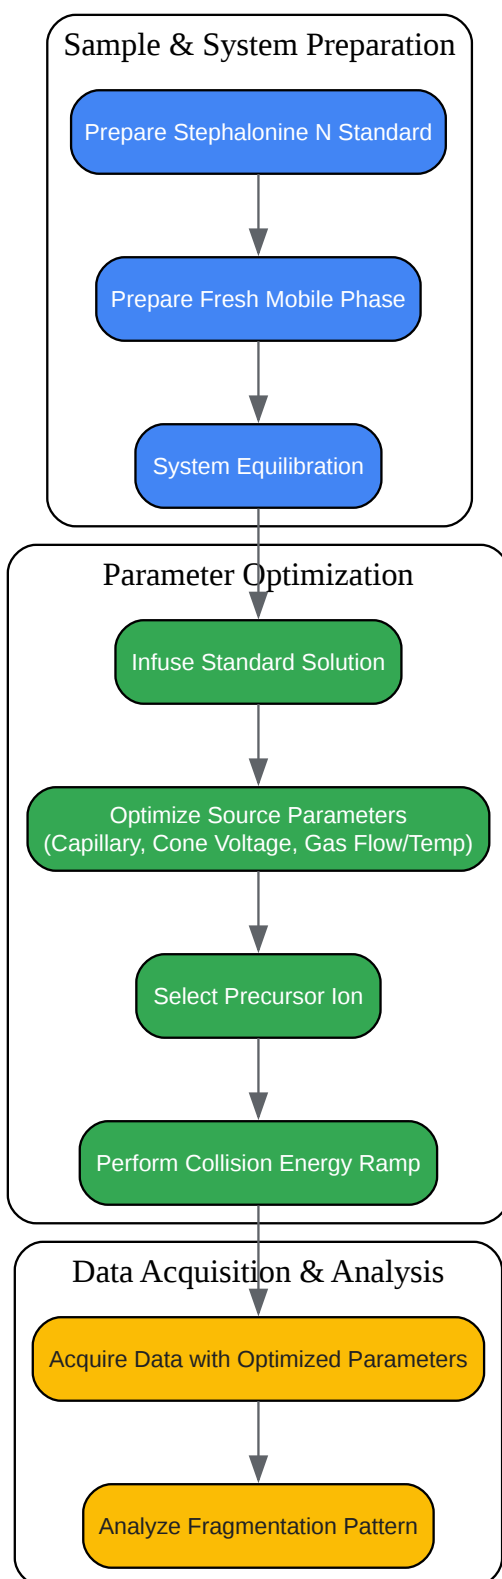 Sample & System Preparation
Prepare Stephalonine N Standard
Prepare Fresh Mobile Phase
System Equilibration
Parameter Optimization
Infuse Standard Solution
Optimize Source Parameters
(Capillary, Cone Voltage, Gas Flow/Temp)
Select Precursor Ion
Perform Collision Energy Ramp
Data Acquisition & Analysis
Acquire Data with Optimized Parameters
Analyze Fragmentation Pattern